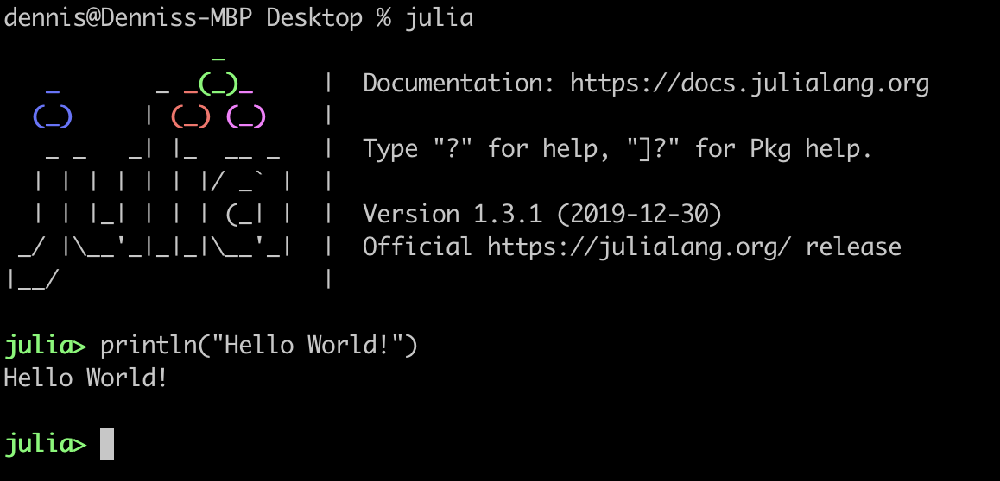 dennis@Denniss-MBP Desktop % julia
               _
   _       _ _(_)_     |  Documentation: https://docs.julialang.org
  (_)     | (_) (_)    |
   _ _   _| |_  __ _   |  Type "?" for help, "]?" for Pkg help.
  | | | | | | |/ _` |  |
  | | |_| | | | (_| |  |  Version 1.3.1 (2019-12-30)
 _/ |\__'_|_|_|\__'_|  |  Official https://julialang.org/ release
|__/                   |
julia> println("Hello World!")
Hello World!
julia>